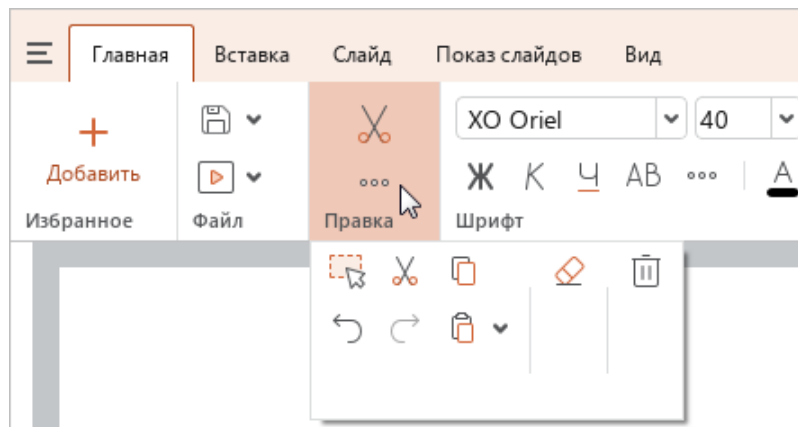 Главная Вставка Слайд Показ слайдов Вид
XO Oriel 40
Добавить Ж К Ч АВ А
Избранное Файл Правка Шрифт